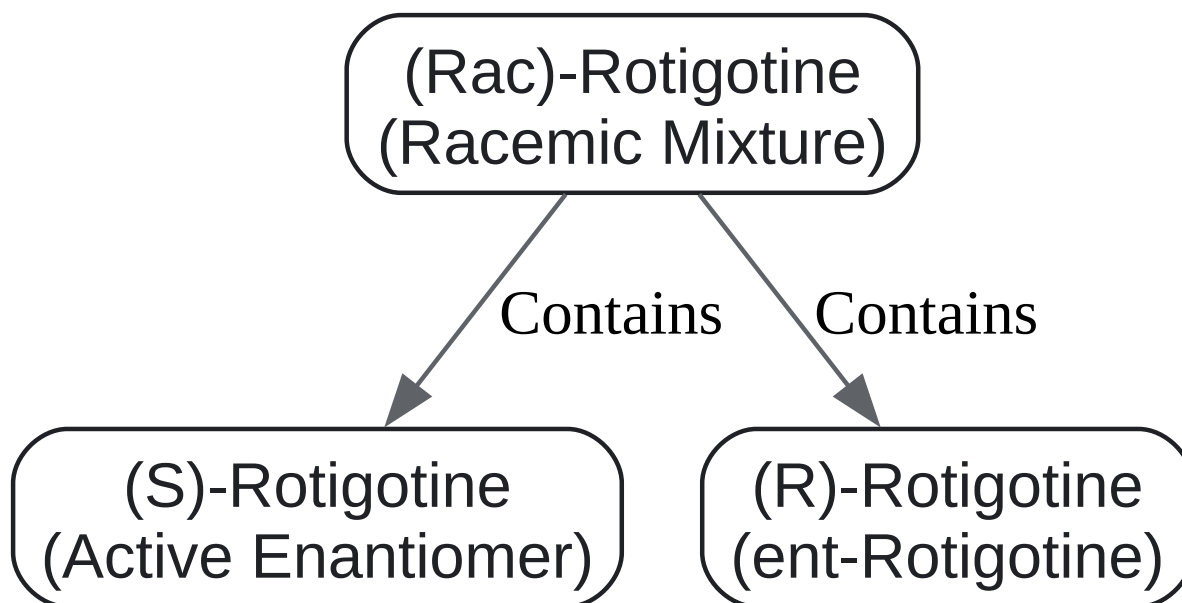 (Rac)-Rotigotine
(Racemic Mixture)
Contains
Contains
(S)-Rotigotine
(Active Enantiomer)
(R)-Rotigotine
(ent-Rotigotine)